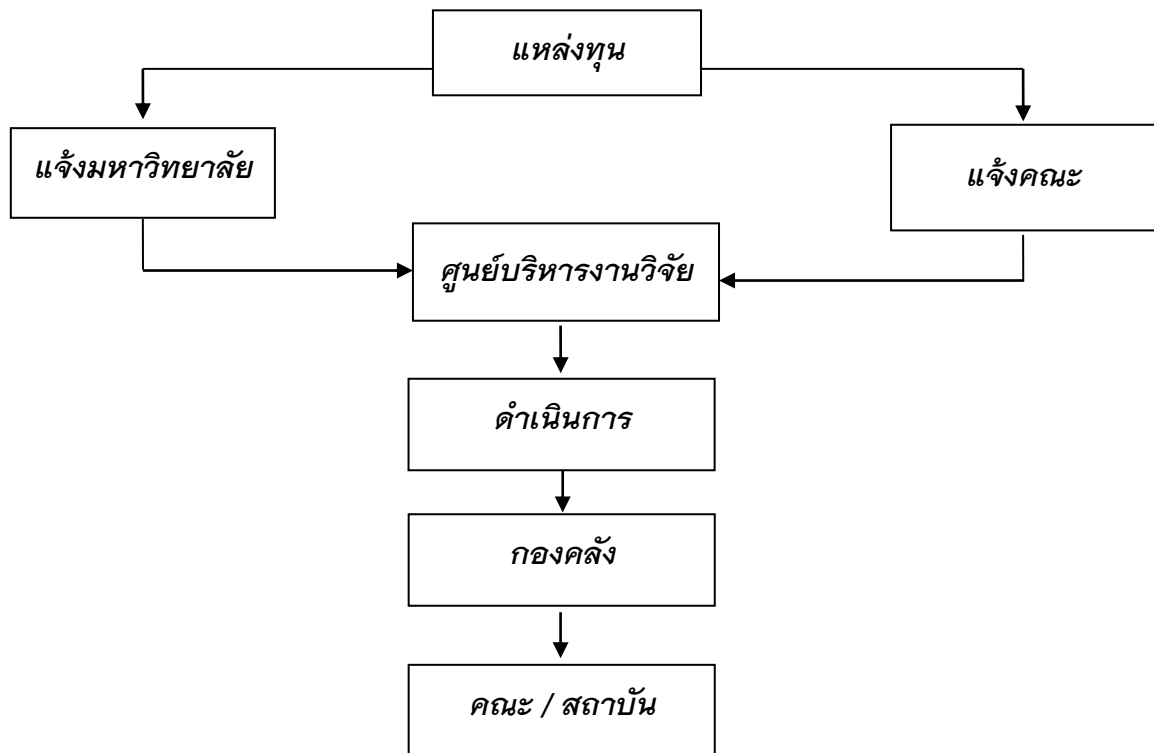 แหล่งทุน
แจ้งมหาวิทยาลัย
แจ้งคณะ
ศูนย์บริหารงานวิจัย
ดำเนินการ
กองคลัง
คณะ / สถาบัน